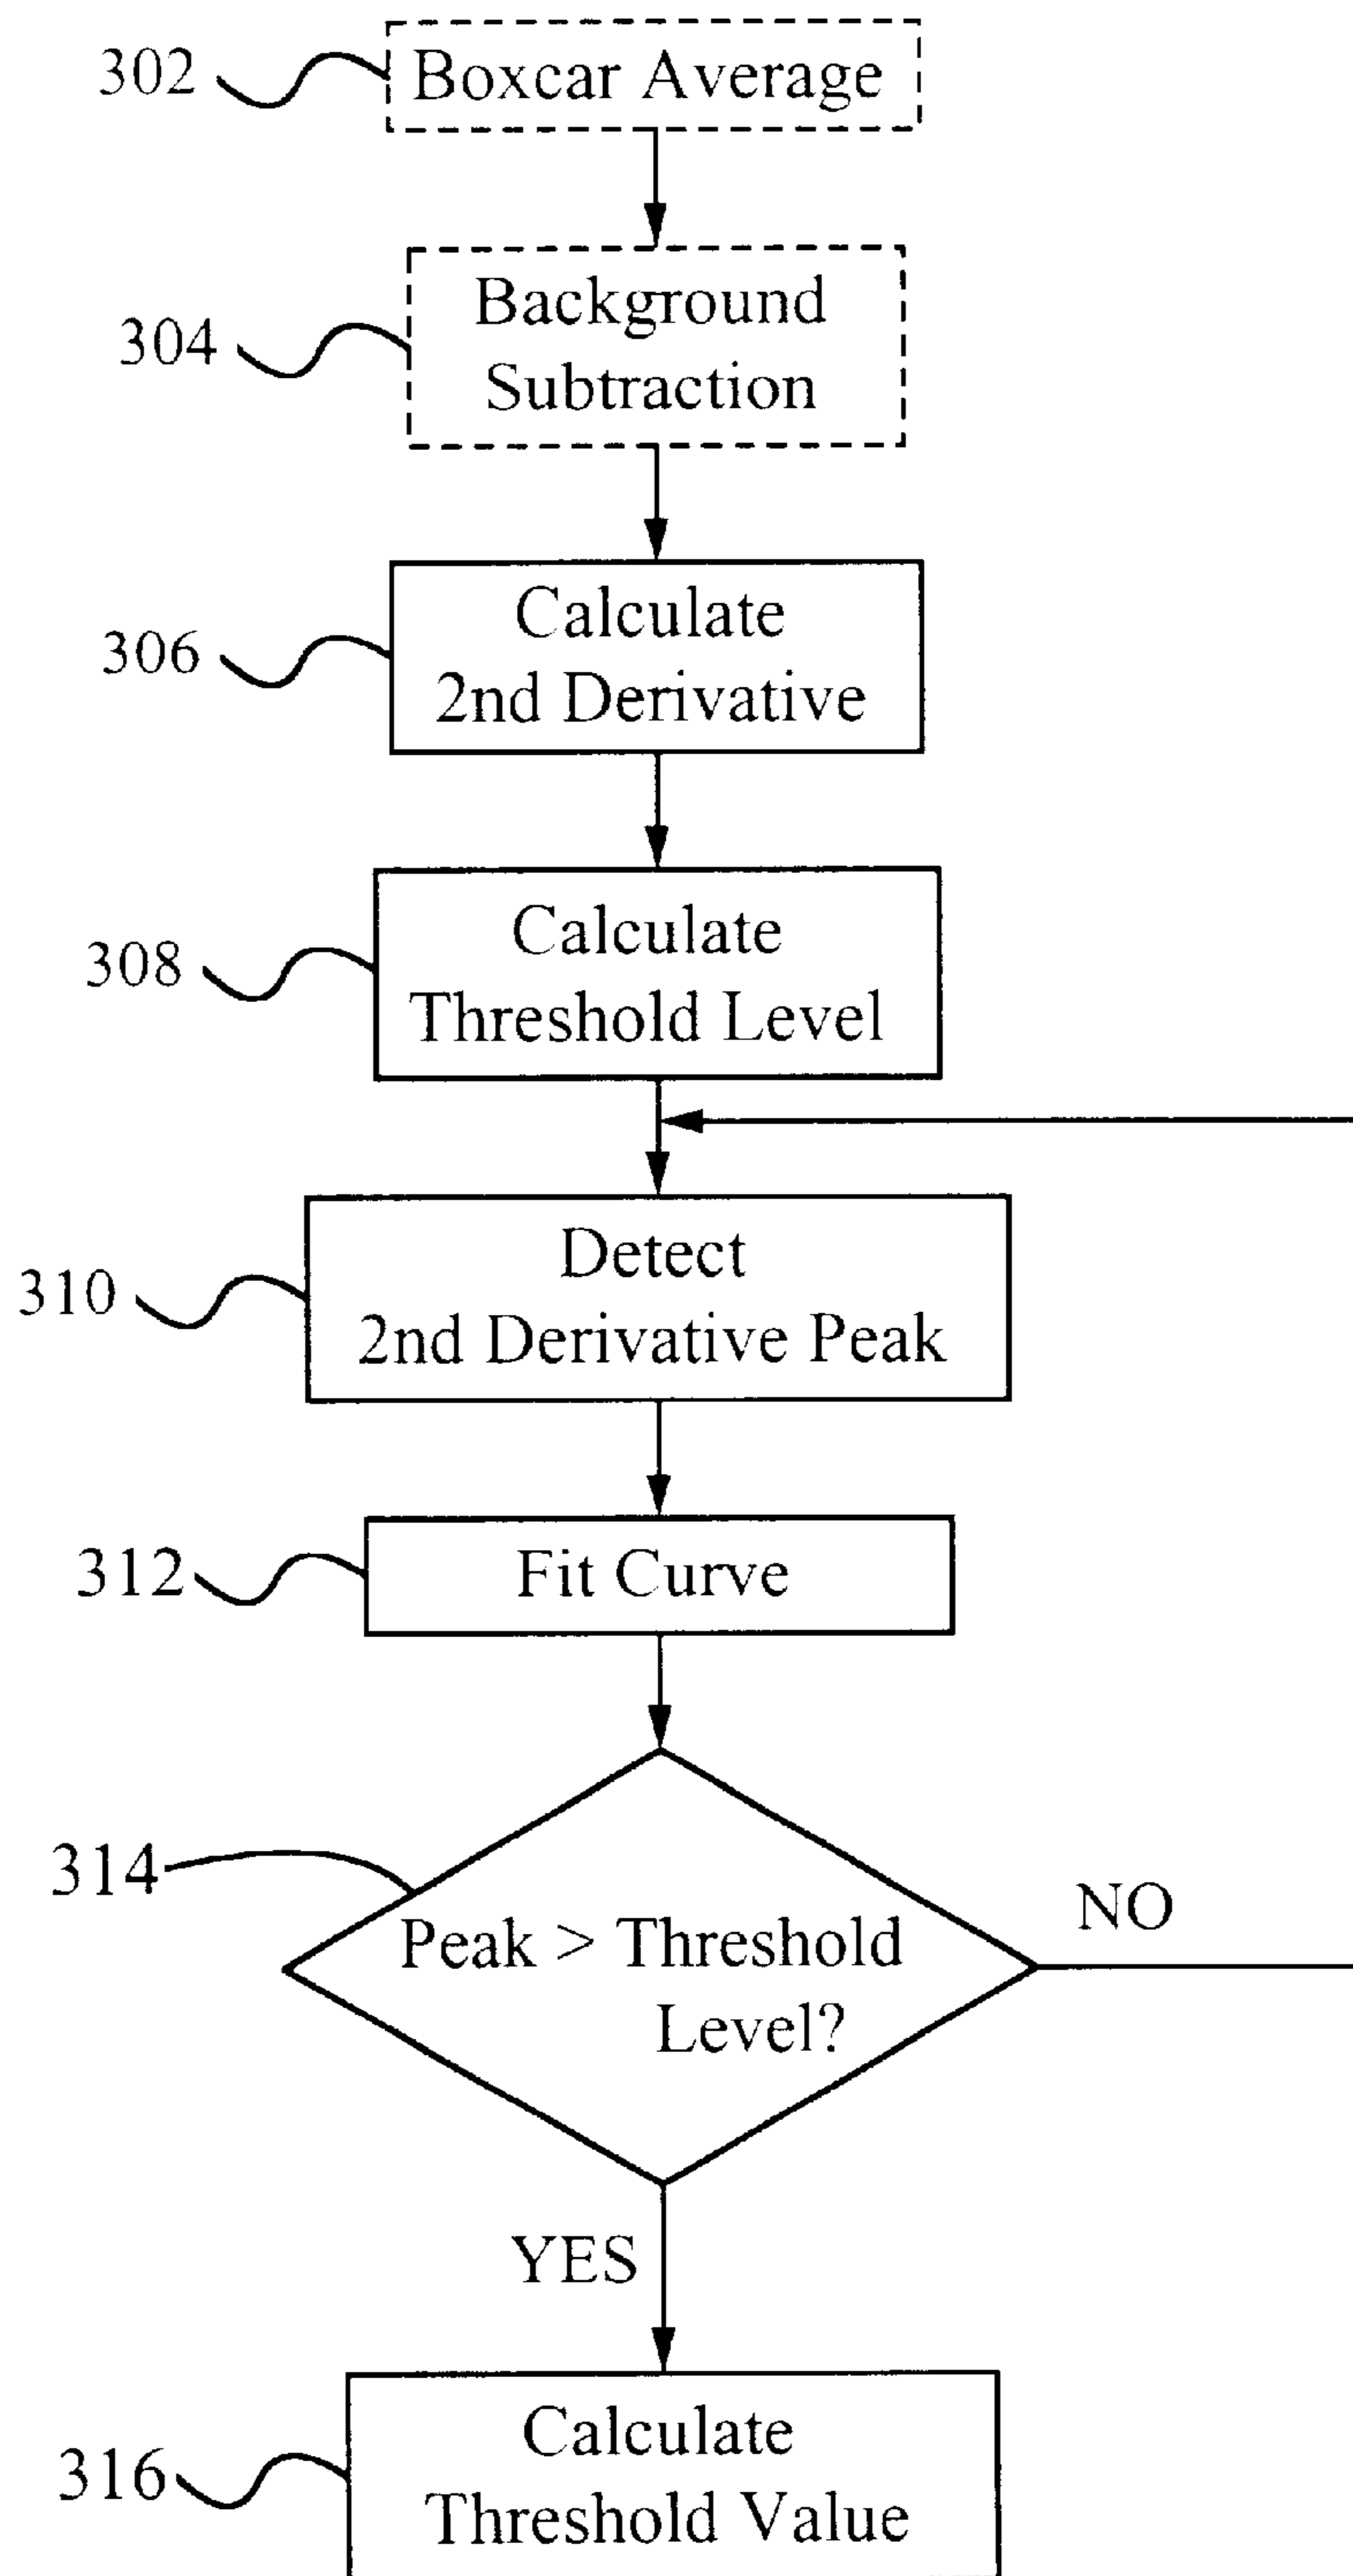 302
Boxcar Average
304
Background
Subtraction
306
Calculate
2nd Derivative
308
Calculate
Threshold Level
310
Detect
2nd Derivative Peak
312
Fit Curve
314
Peak > Threshold
Level?
NO
YES
316
Calculate
Threshold Value